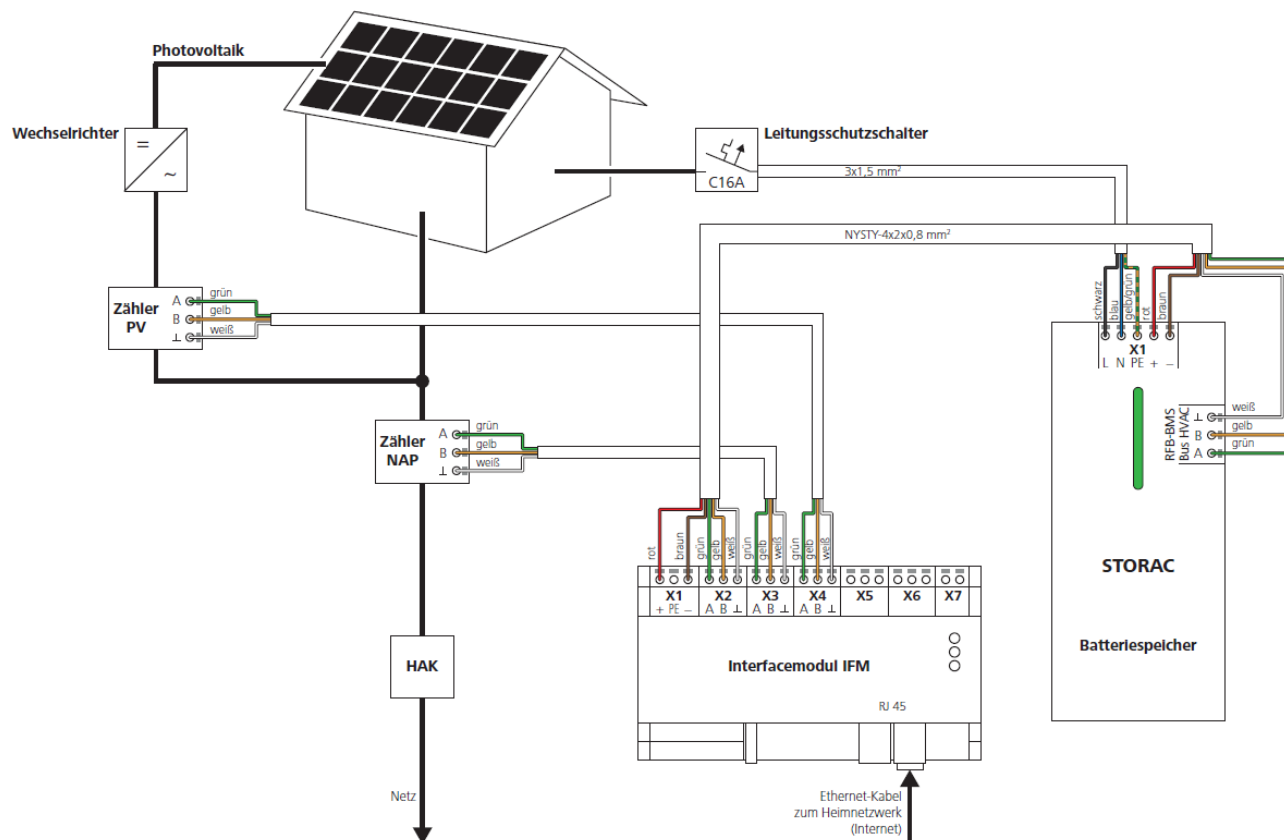 Photovoltaik
Wechselrichter
=
~
Leitungsschutzschalter
C16A
3x1,5 mm²
NYSTY-4x2x0,8 mm²
Zähler
PV
A
B
⊥
grün
gelb
weiß
schwarz
blau
gelb/grün
rot
braun
X1
L N PE + −
RFB-BMS
Bus HVAC
⊥
B
A
weiß
gelb
grün
Zähler
NAP
A
B
⊥
grün
gelb
weiß
rot
braun
grün
gelb
weiß
grün
gelb
weiß
grün
gelb
weiß
X1 X2 X3 X4 X5 X6 X7
+ PE − A B ⊥ A B ⊥ A B ⊥
STORAC
Batteriespeicher
HAK
Interfacemodul IFM
RJ 45
Netz
Ethernet-Kabel
zum Heimnetzwerk
(Internet)